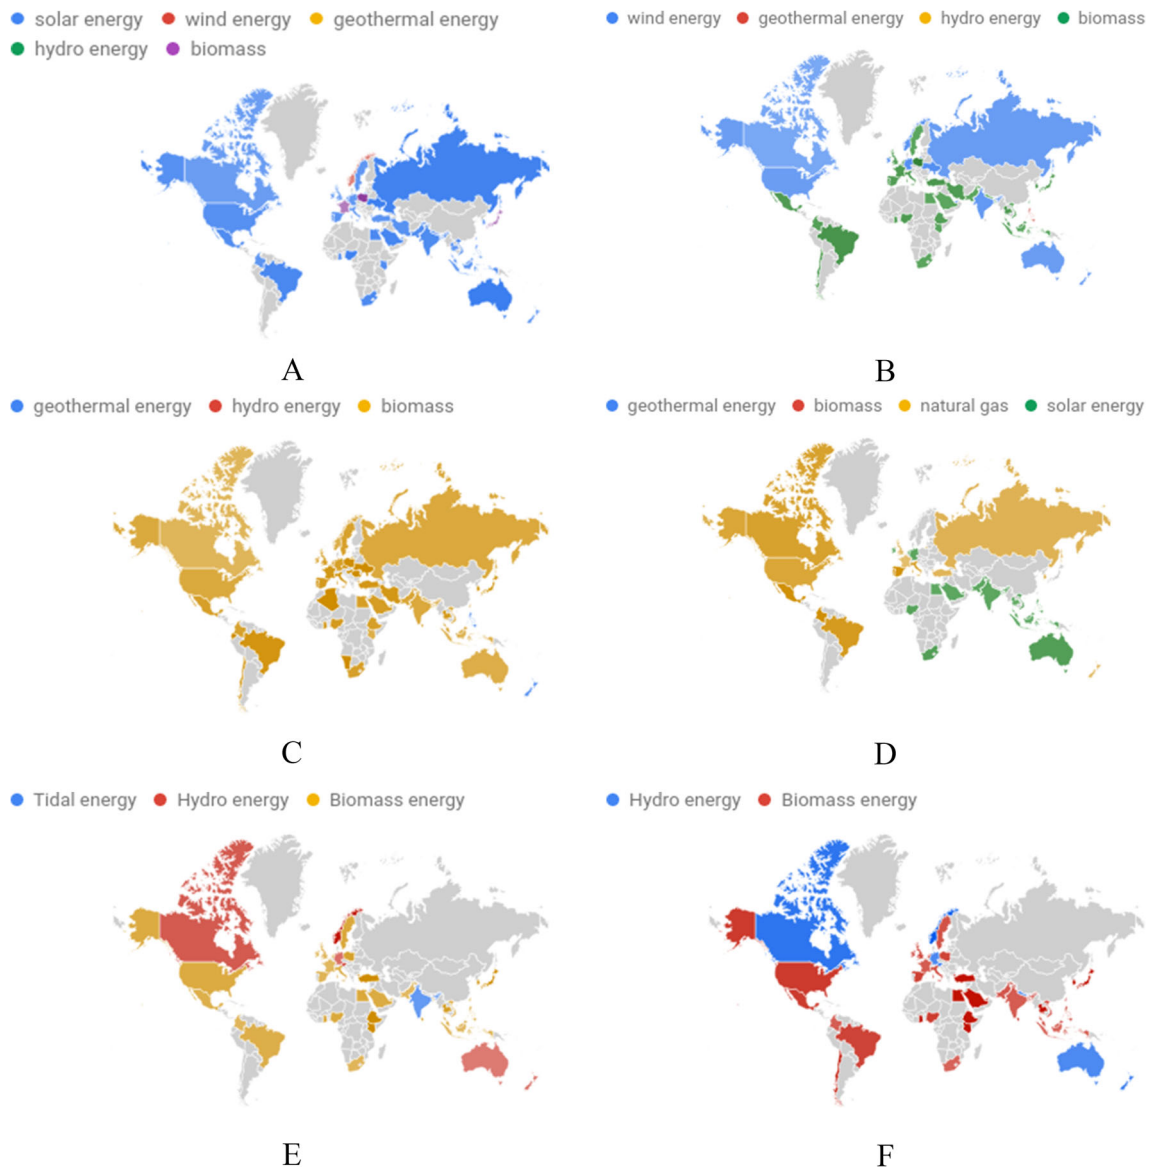 solar energy wind energy geothermal energy
hydro energy biomass
wind energy geothermal energy hydro energy biomass
A
B
geothermal energy hydro energy biomass
geothermal energy biomass natural gas solar energy
C
D
Tidal energy Hydro energy Biomass energy
Hydro energy Biomass energy
E
F